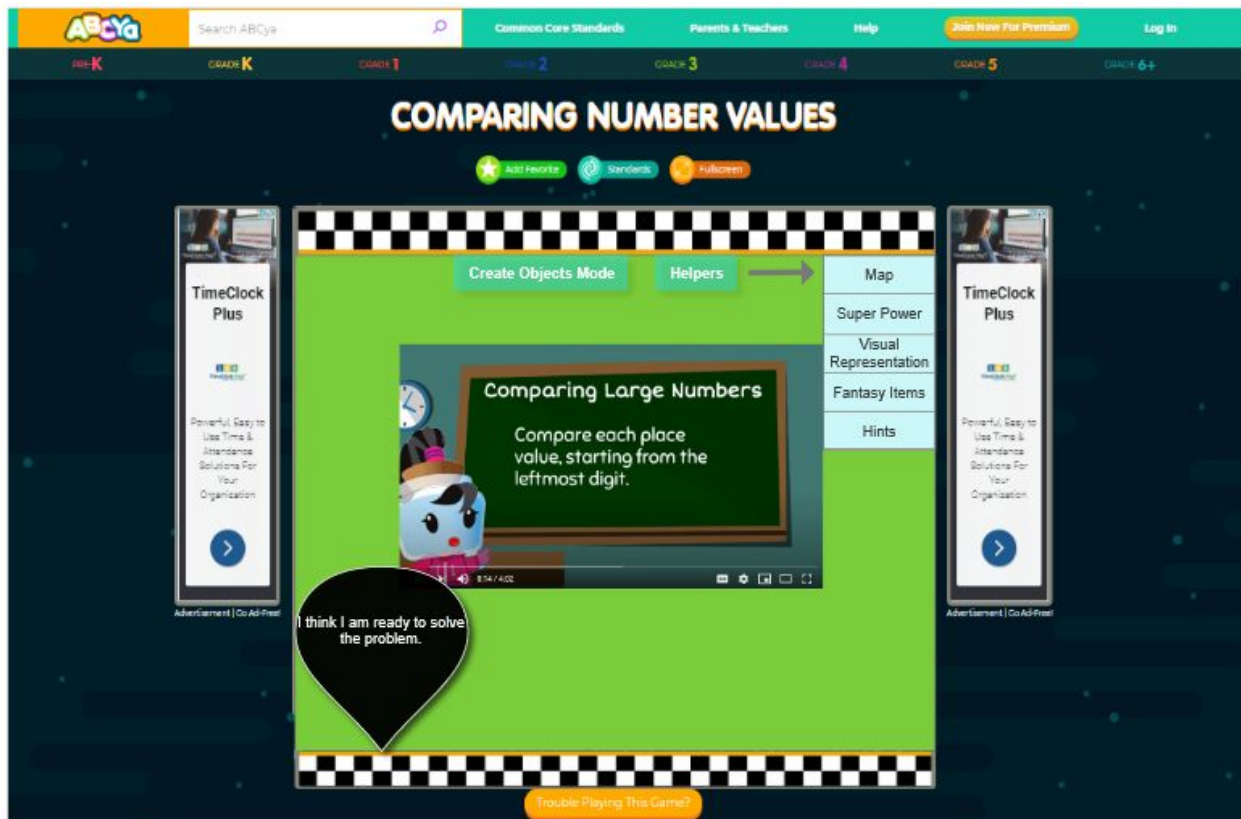 ABCYa
Search ABCya
Common Core Standards
Parents & Teachers
Help
Join Now For Premium
Log In
PRE-K
GRADE K
GRADE 1
GRADE 2
GRADE 3
GRADE 4
GRADE 5
GRADE 6+
COMPARING NUMBER VALUES
Add Favorite
Standards
Fullscreen
TimeClock
Plus
Powerful, Easy to
Use Time &
Attendance
Solutions For
Your
Organization
Advertisement | Go Ad-Free!
Create Objects Mode
Helpers
Map
Super Power
Visual
Representation
Fantasy Items
Hints
Comparing Large Numbers
Compare each place
value, starting from the
leftmost digit.
I think I am ready to solve
the problem.
TimeClock
Plus
Powerful, Easy to
Use Time &
Attendance
Solutions For
Your
Organization
Advertisement | Go Ad-Free!
Trouble Playing This Game?